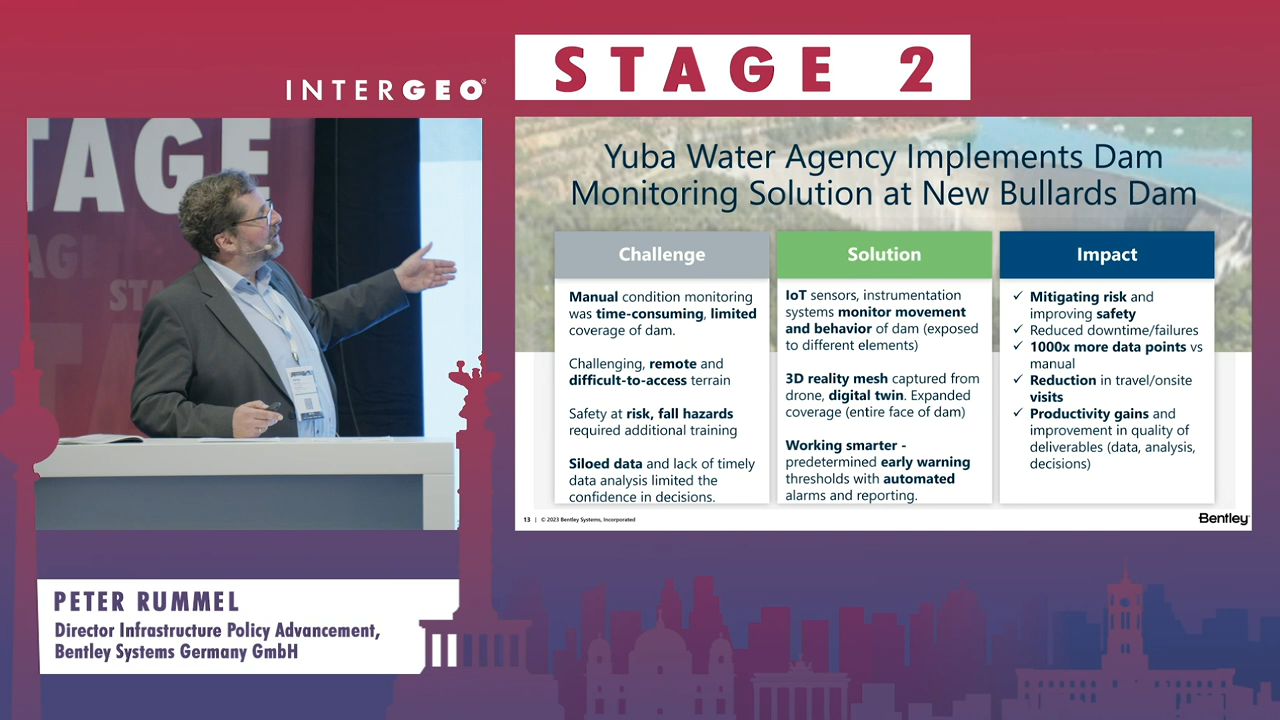 STAGE 2
INTERGEO®
TAGE
AG
STA
Yuba Water Agency Implements Dam
Monitoring Solution at New Bullards Dam
Challenge
Manual condition monitoring
was time-consuming, limited
coverage of dam.
Challenging, remote and
difficult-to-access terrain
Safety at risk, fall hazards
required additional training
Siloed data and lack of timely
data analysis limited the
confidence in decisions.
Solution
IoT sensors, instrumentation
systems monitor movement
and behavior of dam (exposed
to different elements)
3D reality mesh captured from
drone, digital twin. Expanded
coverage (entire face of dam)
Working smarter -
predetermined early warning
thresholds with automated
alarms and reporting.
Impact
✓ Mitigating risk and
improving safety
✓ Reduced downtime/failures
✓ 1000x more data points vs
manual
✓ Reduction in travel/onsite
visits
✓ Productivity gains and
improvement in quality of
deliverables (data, analysis,
decisions)
13 | © 2023 Bentley Systems, Incorporated
Bentley
PETER RUMMEL
Director Infrastructure Policy Advancement,
Bentley Systems Germany GmbH